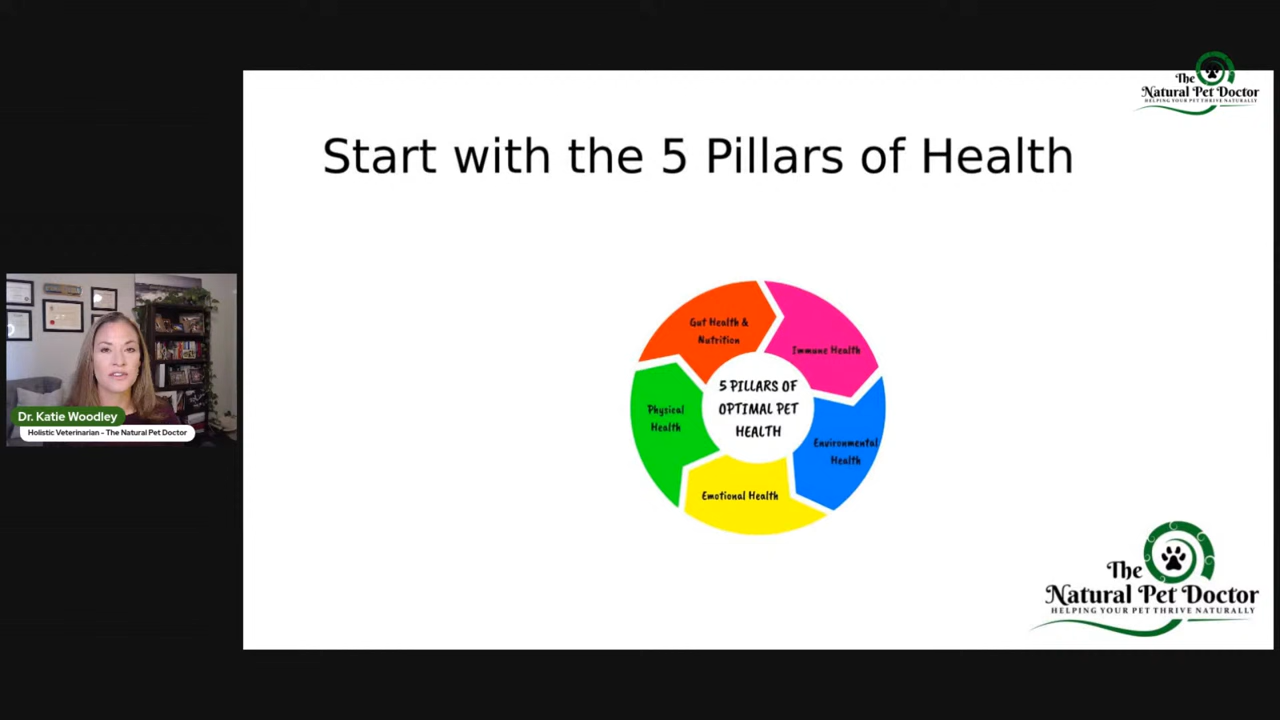 The
Natural Pet Doctor
HELPING YOUR PET THRIVE NATURALLY
Start with the 5 Pillars of Health
Gut Health &
Nutrition
Immune Health
5 PILLARS OF
OPTIMAL PET
HEALTH
Physical
Health
Environmental
Health
Emotional Health
Dr. Katie Woodley
Holistic Veterinarian - The Natural Pet Doctor
The
Natural Pet Doctor
HELPING YOUR PET THRIVE NATURALLY